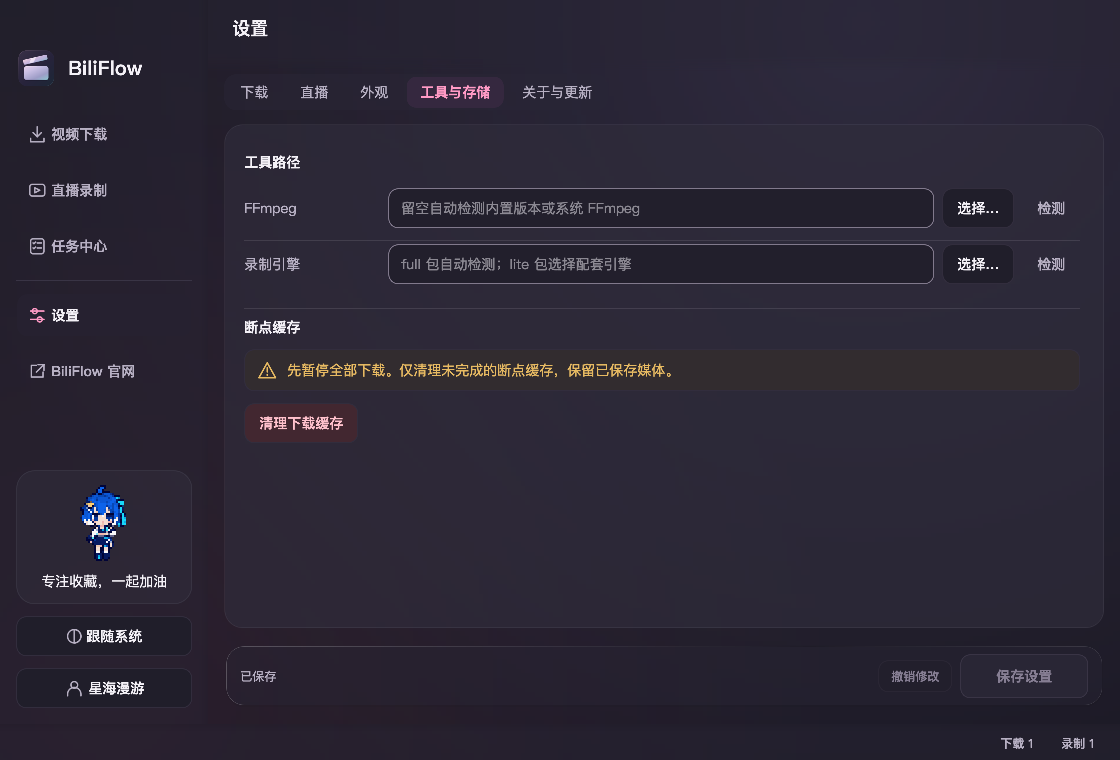 设置
BiliFlow
视频下载
直播录制
任务中心
设置
BiliFlow 官网
专注收藏，一起加油
跟随系统
星海漫游
下载 直播 外观 工具与存储 关于与更新
工具路径
FFmpeg 留空自动检测内置版本或系统 FFmpeg 选择... 检测
录制引擎 full 包自动检测；lite 包选择配套引擎 选择... 检测
断点缓存
先暂停全部下载。仅清理未完成的断点缓存，保留已保存媒体。
清理下载缓存
已保存 撤销修改 保存设置
下载 1 录制 1